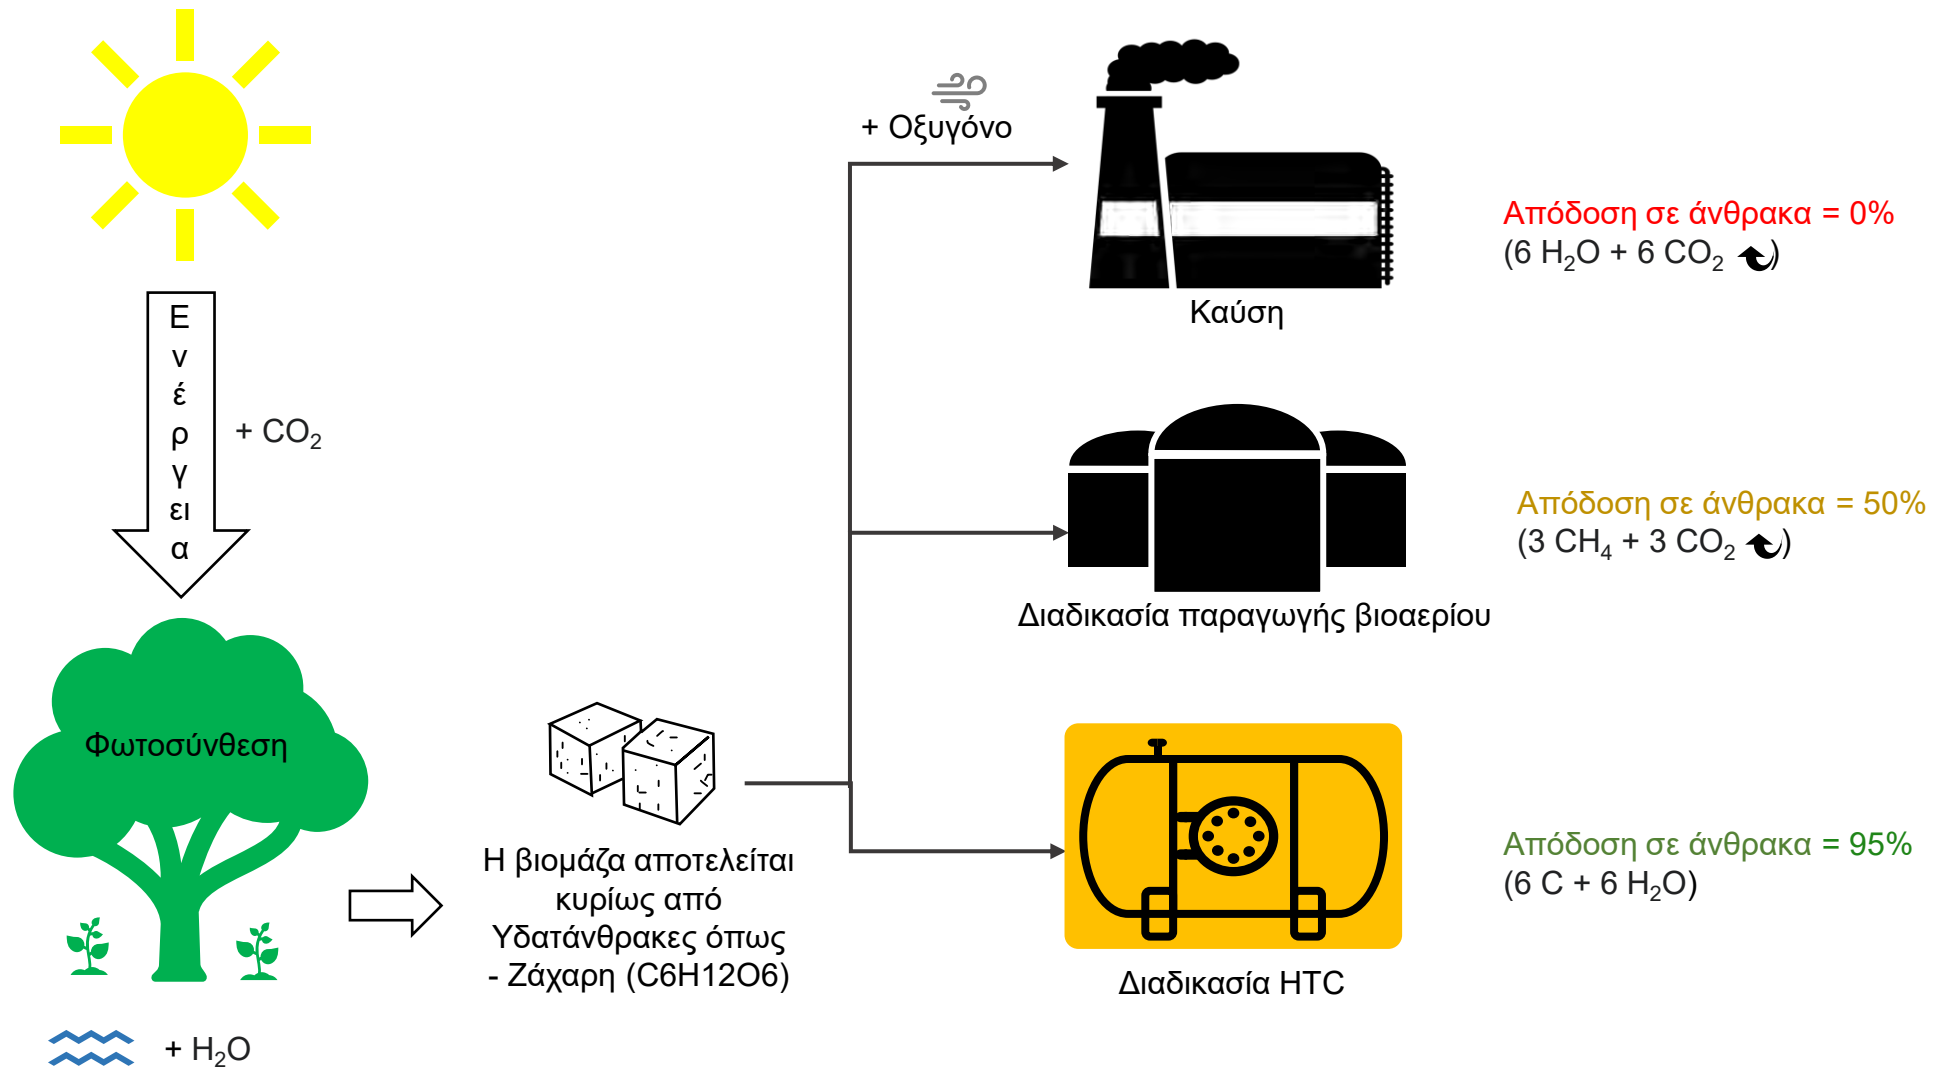 + Οξυγόνο
Καύση
Απόδοση σε άνθρακα = 0%
(6 H₂O + 6 CO₂ )
Ενέργεια
+ CO₂
Απόδοση σε άνθρακα = 50%
(3 CH₄ + 3 CO₂ )
Διαδικασία παραγωγής βιοαερίου
Φωτοσύνθεση
+ H₂O
Η βιομάζα αποτελείται
κυρίως από
Υδατάνθρακες όπως
- Ζάχαρη (C6H12O6)
Απόδοση σε άνθρακα = 95%
(6 C + 6 H₂O)
Διαδικασία HTC